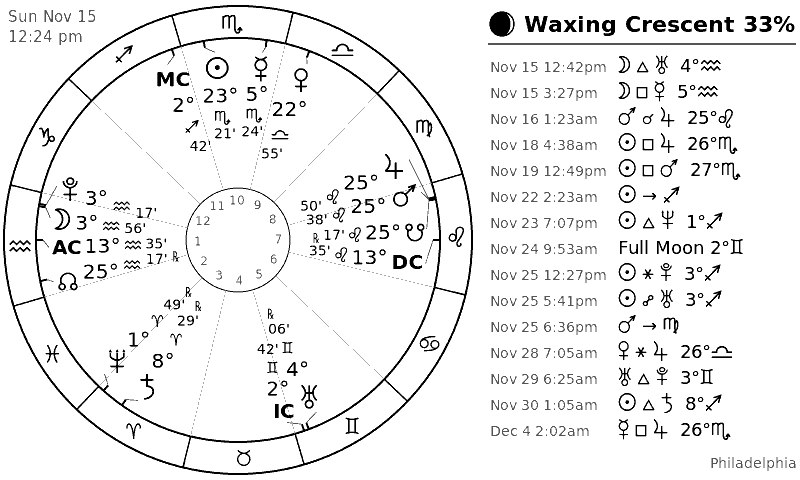 Sun Nov 15
12:24 pm
Waxing Crescent 33%
Nov 15 12:42pm ☽ △ ♅ 4°♒
Nov 15 3:27pm ☽ □ ☿ 5°♒
Nov 16 1:23am ♂ ☌ ♃ 25°♌
Nov 18 4:38am ☉ □ ♃ 26°♏
Nov 19 12:49pm ☉ □ ♂ 27°♏
Nov 22 2:23am ☉ → ♐
Nov 23 7:07pm ☉ △ ♆ 1°♐
Nov 24 9:53am Full Moon 2°♊
Nov 25 12:27pm ☉ ⚹ ♇ 3°♐
Nov 25 5:41pm ☉ ☍ ♅ 3°♐
Nov 25 6:36pm ♂ → ♍
Nov 28 7:05am ♀ ⚹ ♃ 26°♎
Nov 29 6:25am ♅ △ ♇ 3°♊
Nov 30 1:05am ☉ △ ♄ 8°♐
Dec 4 2:02am ☿ □ ♃ 26°♏
Philadelphia
♏
♎
♍
♌
♋
♊
♉
♈
♓
♒
♑
♐
MC 2° ♐ 42'
☉ 23° ♏ 21'
☿ 5° ♏ 24'
♀ 22° ♎ 55'
♃ 25° ♌ 50'
♂ 25° ♌ 38'
☋ 25° ♌ 17' ℞
DC 13° ♌ 35'
♅ 4° ♊ 06' ℞
IC 2° ♊ 42'
♄ 8° ♈ 29' ℞
♆ 1° ♈ 49' ℞
☊ 25° ♒ 17' ℞
AC 13° ♒ 35'
☽ 3° ♒ 56'
♇ 3° ♒ 17'
1
2
3
4
5
6
7
8
9
10
11
12